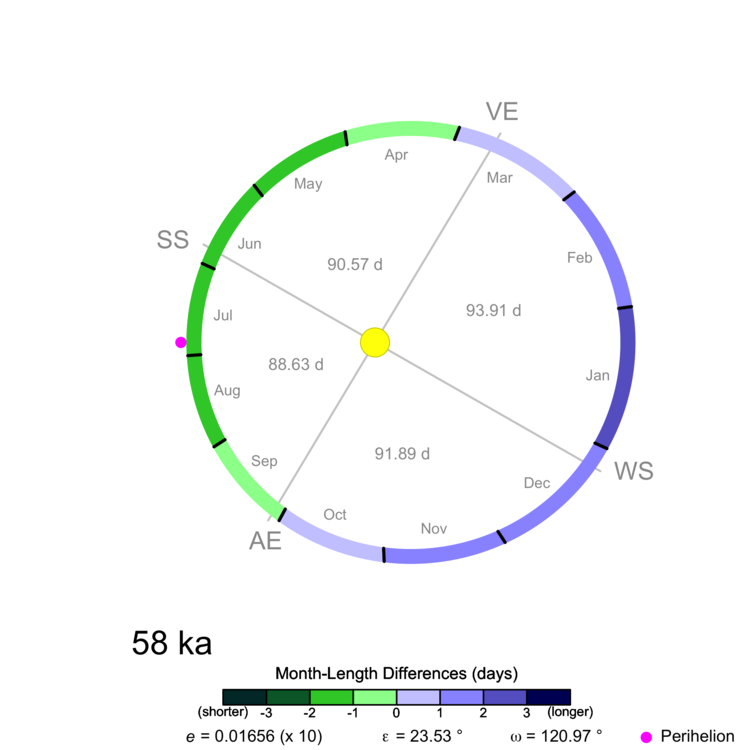 VE
Apr
Mar
May
SS
Jun
Feb
90.57 d
93.91 d
Jul
88.63 d
Jan
Aug
91.89 d
Sep
WS
Dec
Oct
Nov
AE
58 ka
Month-Length Differences (days)
(shorter) -3 -2 -1 0 1 2 3 (longer)
e = 0.01656 (x 10) ε = 23.53 ° ω = 120.97 ° Perihelion